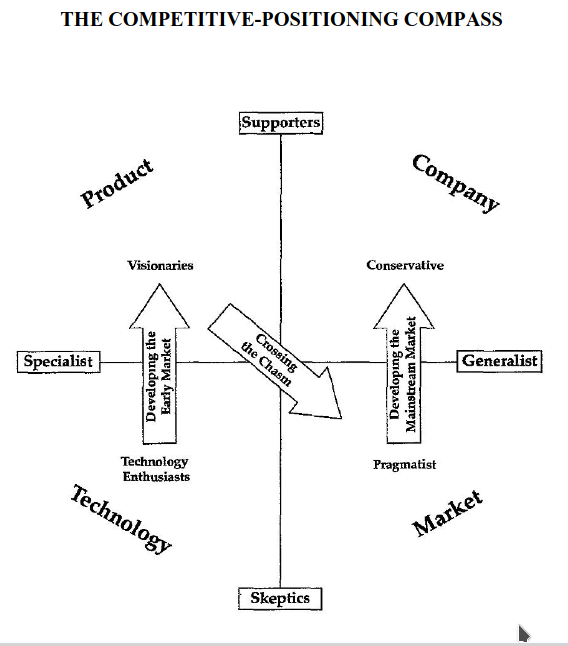 THE COMPETITIVE-POSITIONING COMPASS
Supporters
Product
Company
Visionaries
Conservative
Crossing
the Chasm
Developing the
Early Market
Developing the
Mainstream Market
Specialist
Generalist
Technology
Enthusiasts
Pragmatist
Technology
Market
Skeptics